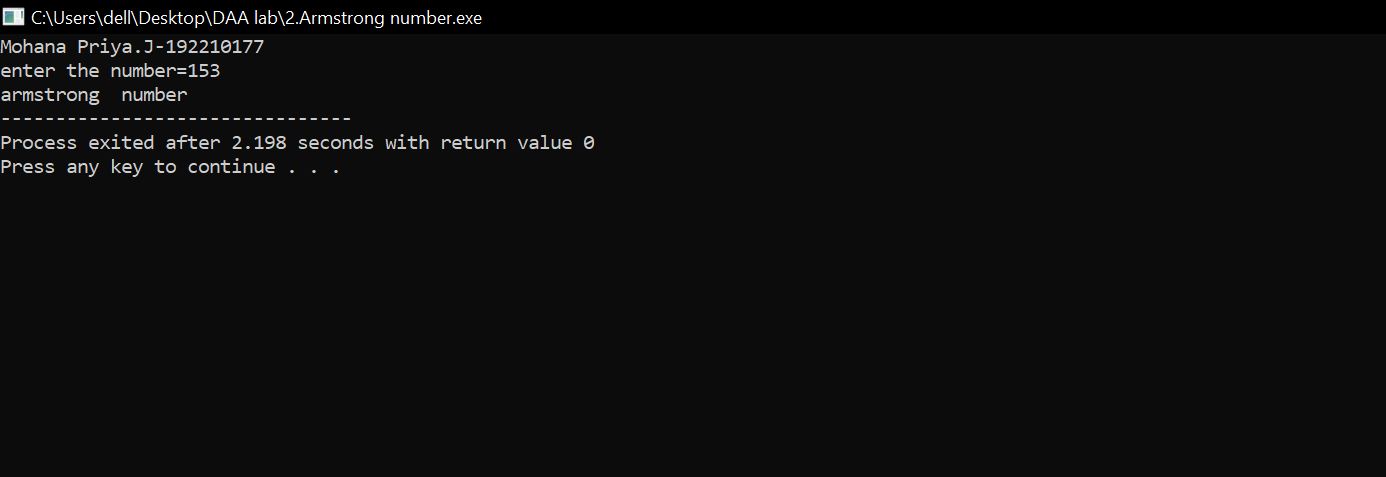 C:\Users\dell\Desktop\DAA lab\2.Armstrong number.exe
Mohana Priya.J-192210177
enter the number=153
armstrong  number
--------------------------------
Process exited after 2.198 seconds with return value 0
Press any key to continue . . .